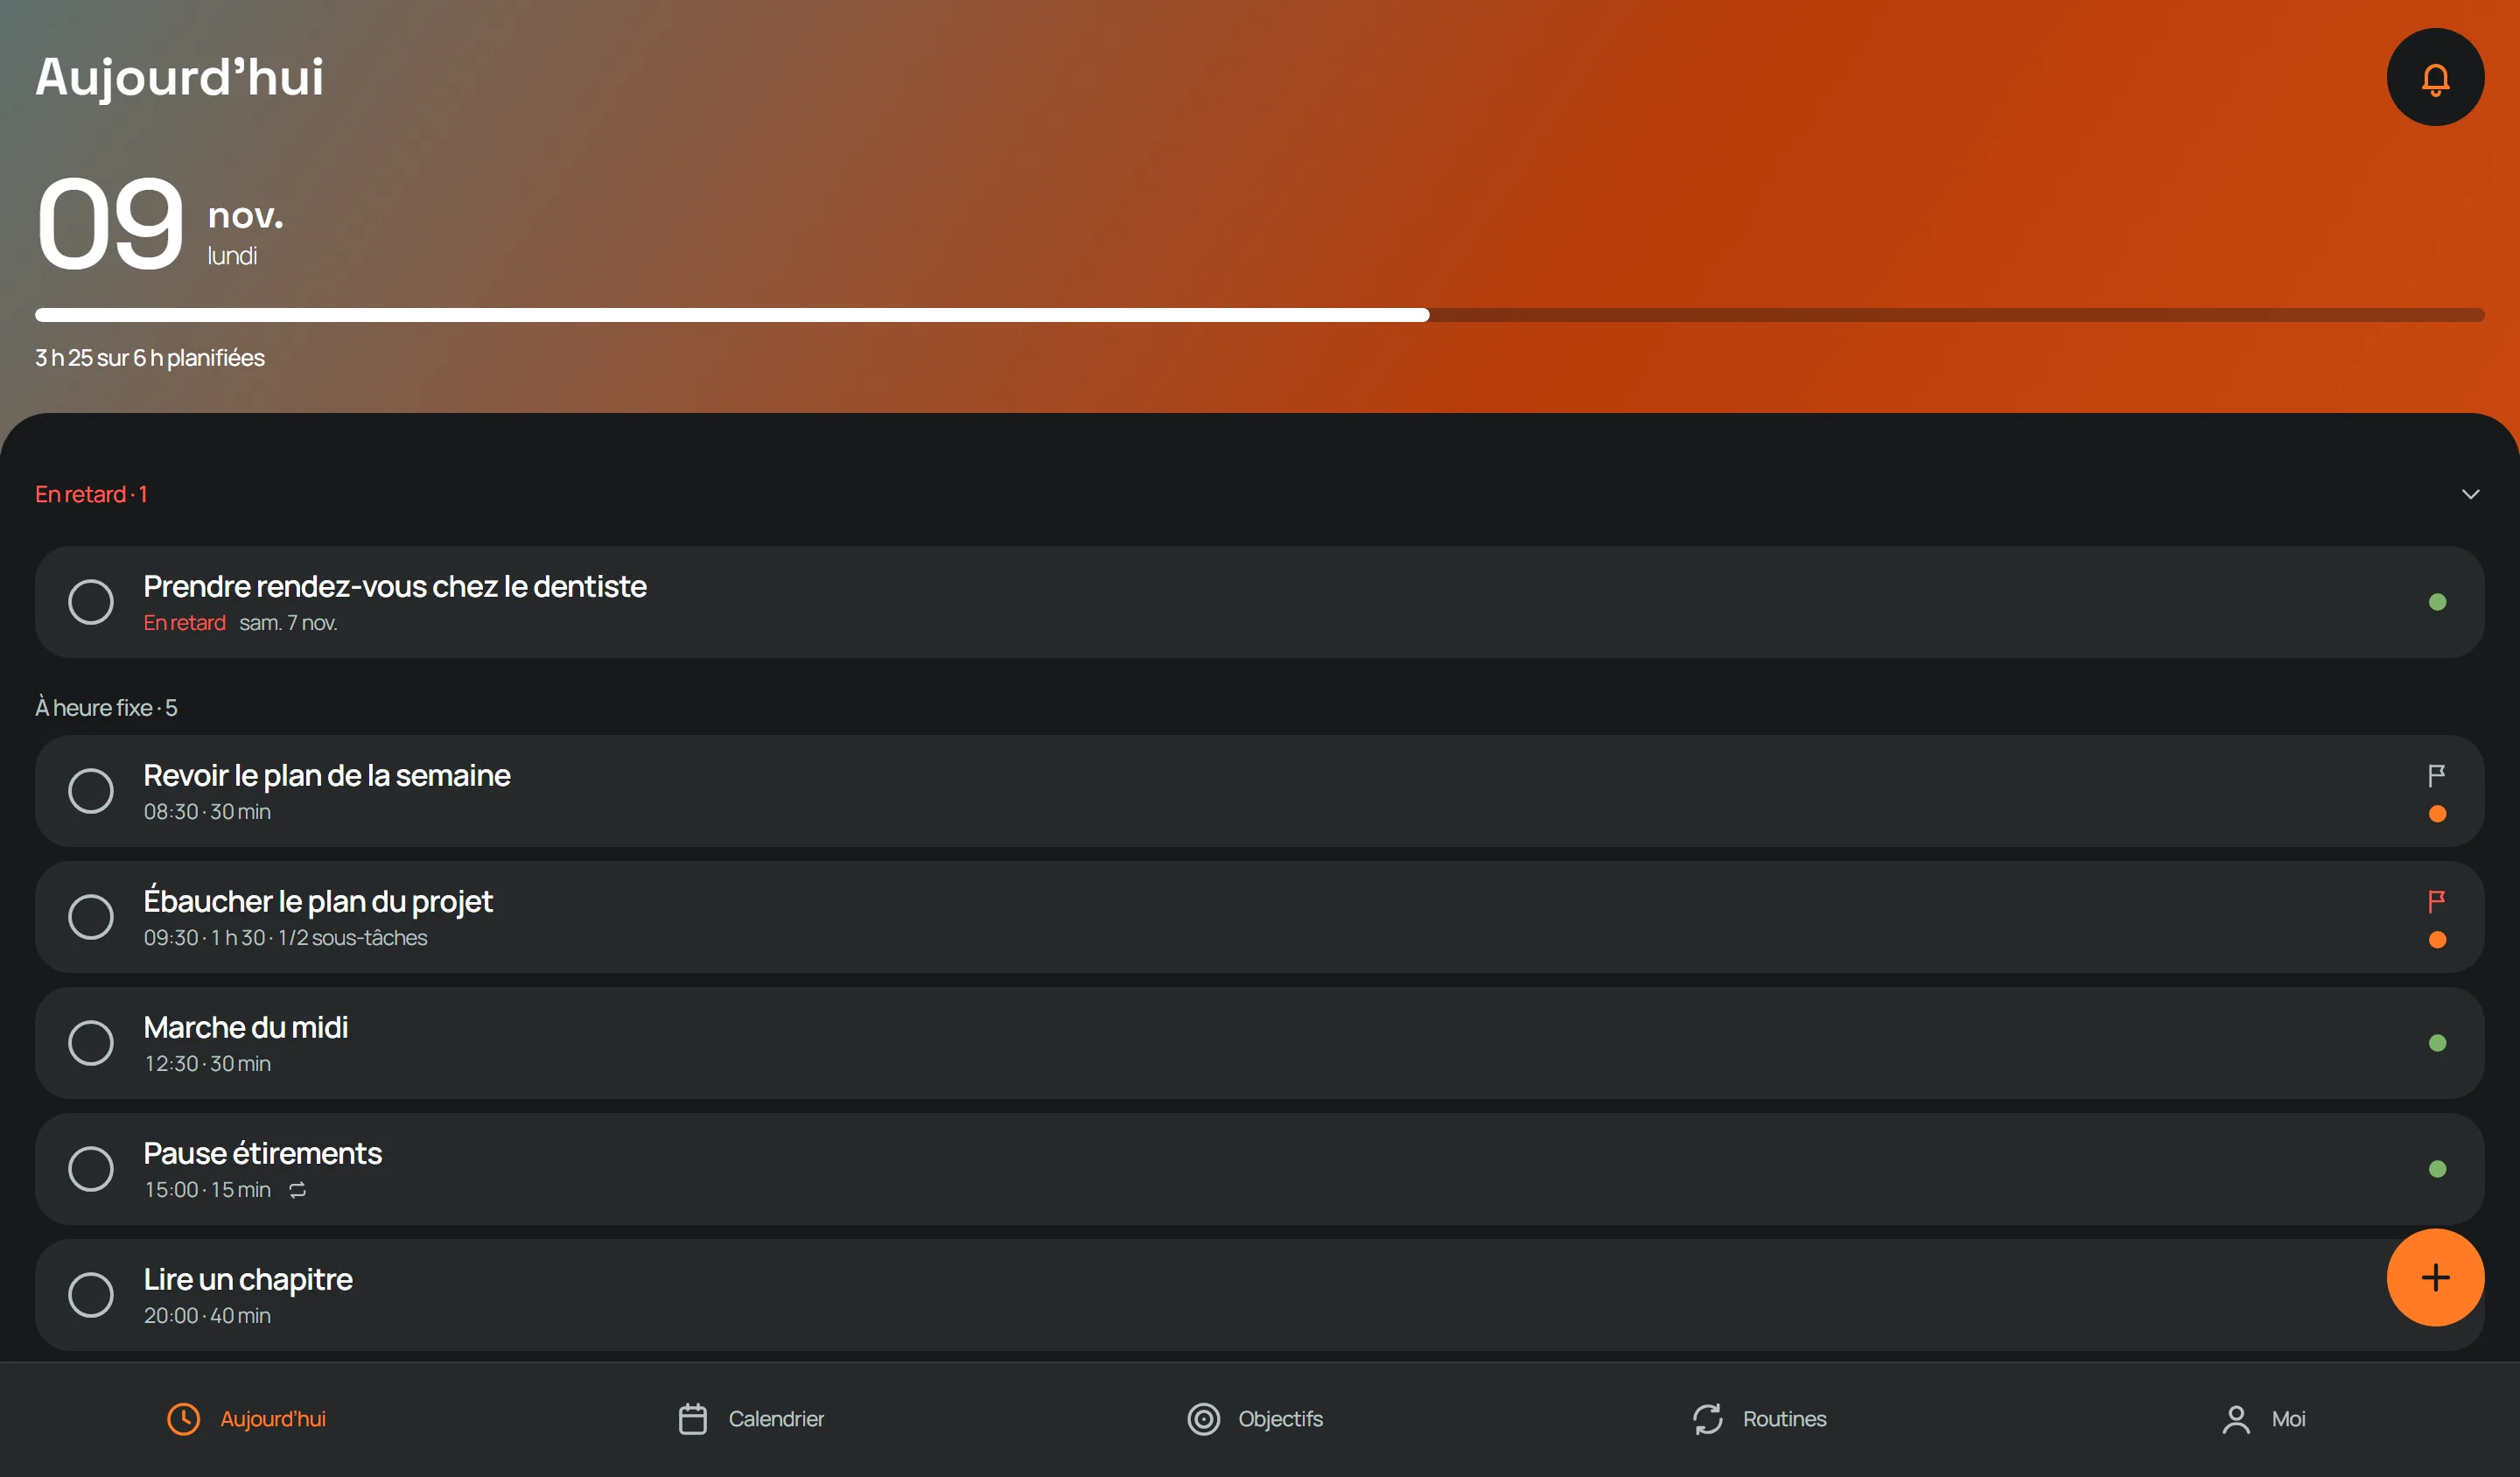 Aujourd’hui
09
nov.
lundi
3 h 25 sur 6 h planifiées
En retard · 1
Prendre rendez-vous chez le dentiste
En retard sam. 7 nov.
À heure fixe · 5
Revoir le plan de la semaine
08:30 · 30 min
Ébaucher le plan du projet
09:30 · 1 h 30 · 1/2 sous-tâches
Marche du midi
12:30 · 30 min
Pause étirements
15:00 · 15 min
Lire un chapitre
20:00 · 40 min
Aujourd’hui
Calendrier
Objectifs
Routines
Moi